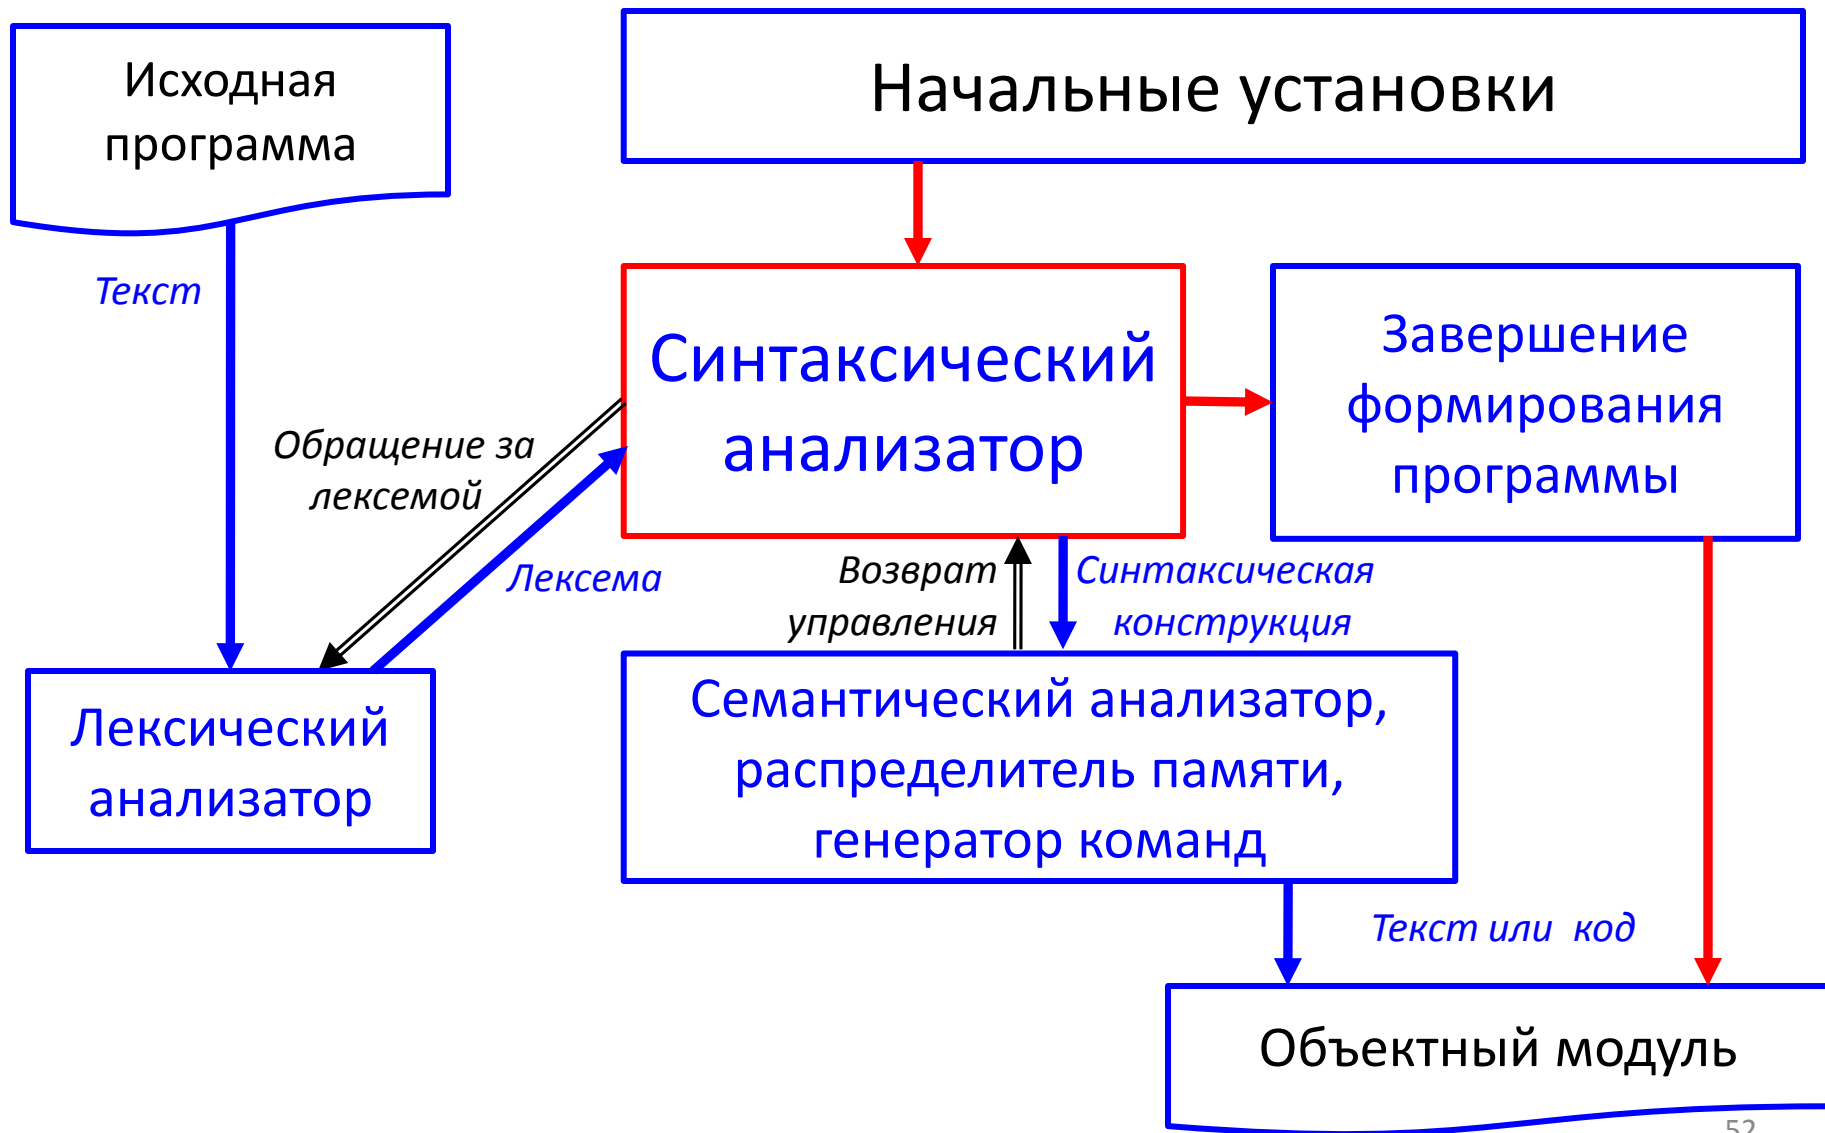 Исходная
программа
Начальные установки
Текст
Синтаксический
анализатор
Завершение
формирования
программы
Обращение за
лексемой
Лексема
Возврат
управления
Синтаксическая
конструкция
Лексический
анализатор
Семантический анализатор,
распределитель памяти,
генератор команд
Текст или код
Объектный модуль
52